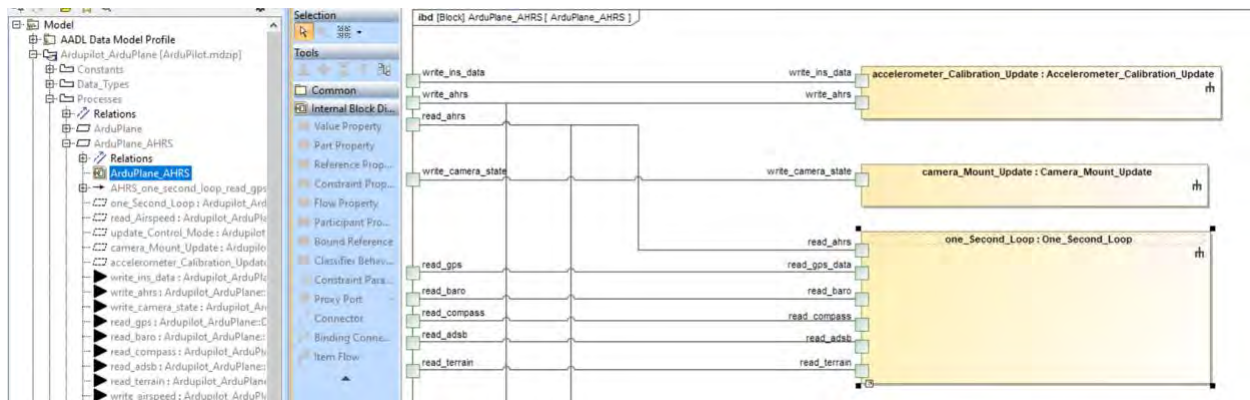 Model
AADL Data Model Profile
Ardupilot_ArduPlane [ArduPilot.mdzip]
Constants
Data_Types
Processes
Relations
ArduPlane
ArduPlane_AHRS
Relations
ArduPlane_AHRS
AHRS_one_second_loop_read_gps
one_Second_Loop : Ardupilot_Ard
read_Airspeed : Ardupilot_ArduPla
update_Control_Mode : Ardupilot
camera_Mount_Update : Ardupilo
accelerometer_Calibration_Updat
write_ins_data : Ardupilot_ArduPla
write_ahrs : Ardupilot_ArduPlane::
write_camera_state : Ardupilot_Ar
read_gps : Ardupilot_ArduPlane::D
read_baro : Ardupilot_ArduPlane::
read_compass : Ardupilot_ArduPl
read_adsb : Ardupilot_ArduPlane::
read_terrain : Ardupilot_ArduPlane
write_airspeed : Ardupilot_ArduPl
Selection
Tools
Common
Internal Block Di...
Value Property
Part Property
Reference Prop...
Constraint Prop...
Flow Property
Participant Pro...
Bound Reference
Classifier Behav...
Constraint Para...
Proxy Port
Connector
Binding Conne...
Item Flow
ibd [Block] ArduPlane_AHRS [ ArduPlane_AHRS ]
write_ins_data
write_ahrs
read_ahrs
write_camera_state
read_gps
read_baro
read_compass
read_adsb
read_terrain
write_ins_data
write_ahrs
accelerometer_Calibration_Update : Accelerometer_Calibration_Update
write_camera_state
camera_Mount_Update : Camera_Mount_Update
read_ahrs
read_gps_data
read_baro
read_compass
read_adsb
read_terrain
one_Second_Loop : One_Second_Loop